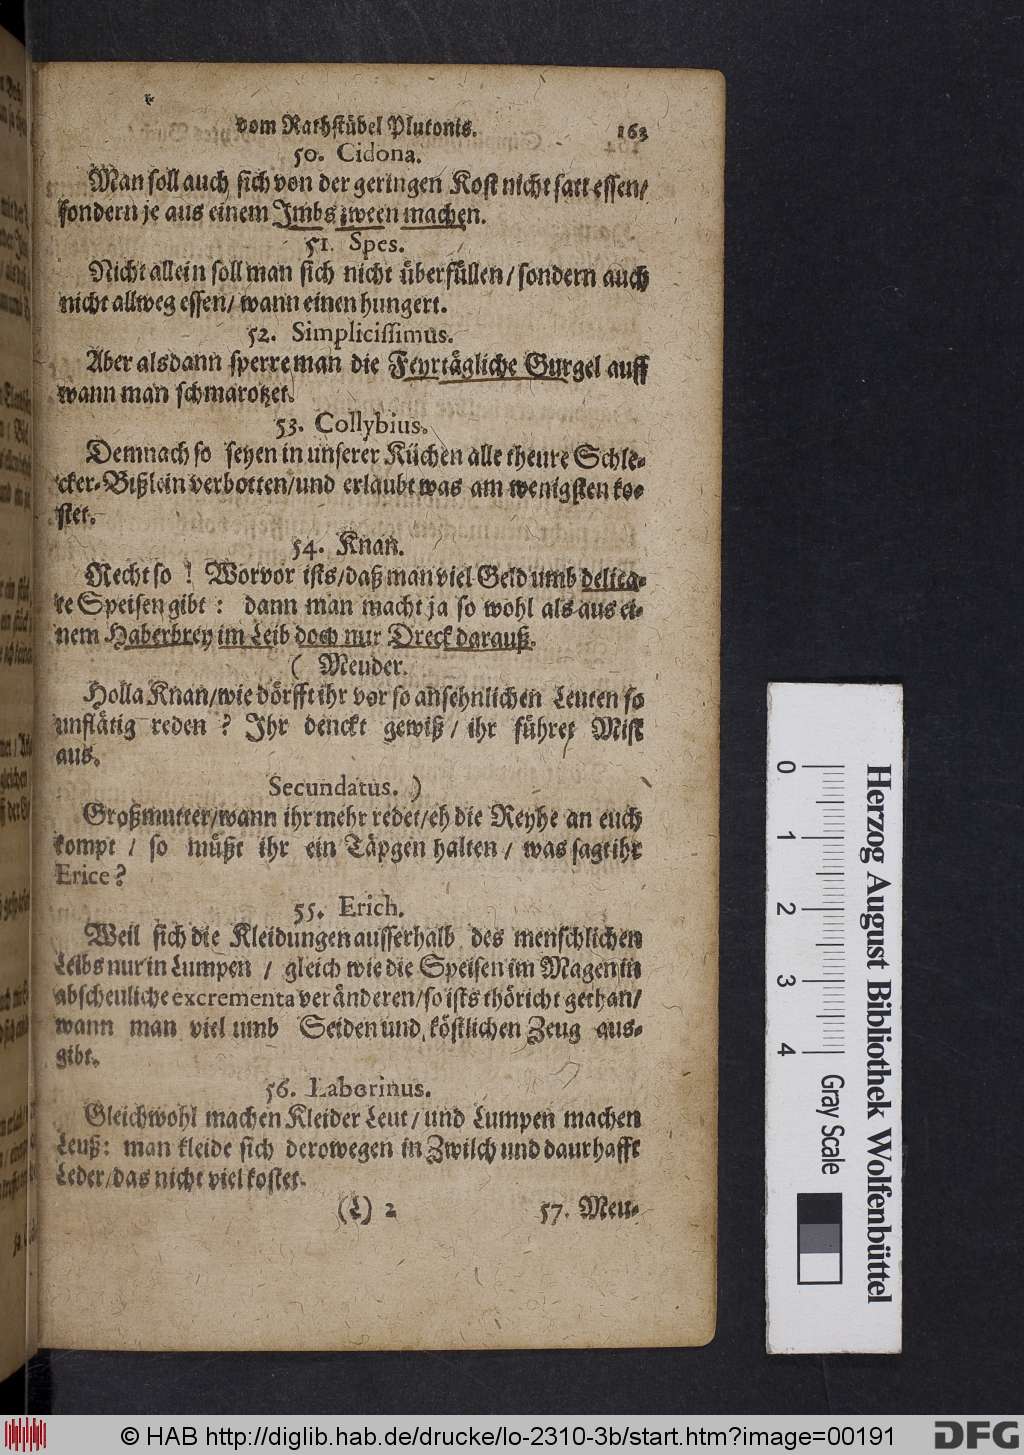 vom Rathstübel Plutonis. 163
50. Cidona.
Man soll auch sich von der geringen Kost nicht satt essen/
sondern je aus einem Imbs zween machen.
51. Spes.
Nicht allein soll man sich nicht überfüllen/ sondern auch
nicht allweg essen/ wann einen hungert.
52. Simplicissimus.
Aber alsdann sperre man die Feyrtägliche Gurgel auff
wann man schmarotzet.
53. Collybius.
Demnach so seyen in unserer Küchen alle theure Schle-
cker-Bißlein verbotten/und erlaubt was am wenigsten ko-
stet.
54. Knan.
Recht so ! Worvor ists/daß man viel Geld umb delica-
te Speisen gibt : dann man macht ja so wohl als aus ei-
nem Haberbrey im Leib doch nur Dreck darauß.
( Meuder.
Holla Knan/wie dörfft ihr vor so ansehnlichen Leuten so
unflätig reden ? Ihr denckt gewiß / ihr führet Mist
aus.
Secundatus. )
Großmutter/wann ihr mehr redet/eh die Reyhe an euch
kompt / so müßt ihr ein Täpgen halten / was sagt ihr
Erice?
55. Erich.
Weil sich die Kleidungen ausserhalb des menschlichen
Leibs nur in Lumpen / gleich wie die Speisen im Magen in
abscheuliche excrementa veränderen/so ists thöricht gethan/
wann man viel umb Seiden und köstlichen Zeug aus-
gibt.
56. Laborinus.
Gleichwohl machen Kleider Leut/ und Lumpen machen
Leuß: man kleide sich derowegen in Zwilch und daurhafft
Leder/das nicht viel kostet.
(L) 2 57. Meu-
0 1 2 3 4 Gray Scale
Herzog August Bibliothek Wolfenbüttel
© HAB http://diglib.hab.de/drucke/lo-2310-3b/start.htm?image=00191
DFG